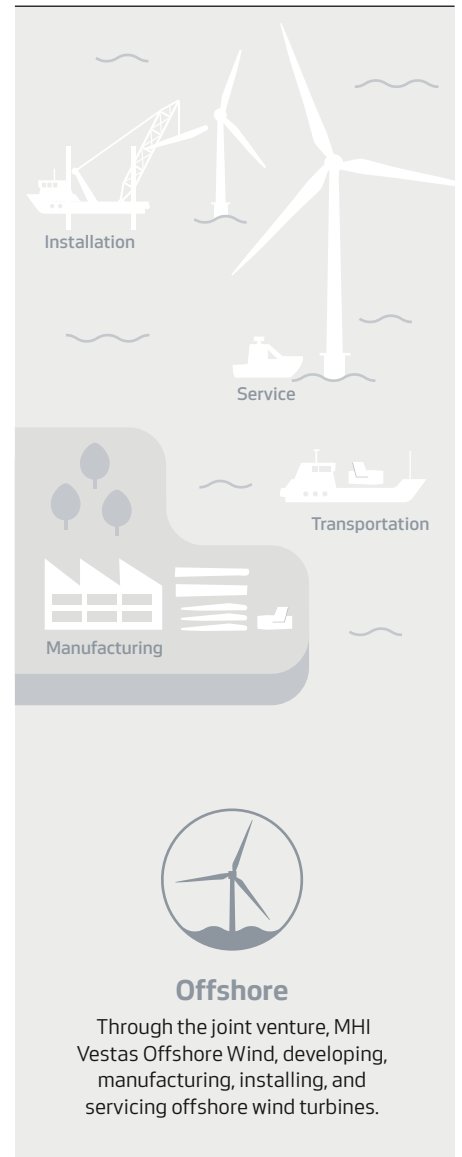 Installation
Service
Transportation
Manufacturing
Offshore
Through the joint venture, MHI
Vestas Offshore Wind, developing,
manufacturing, installing, and
servicing offshore wind turbines.